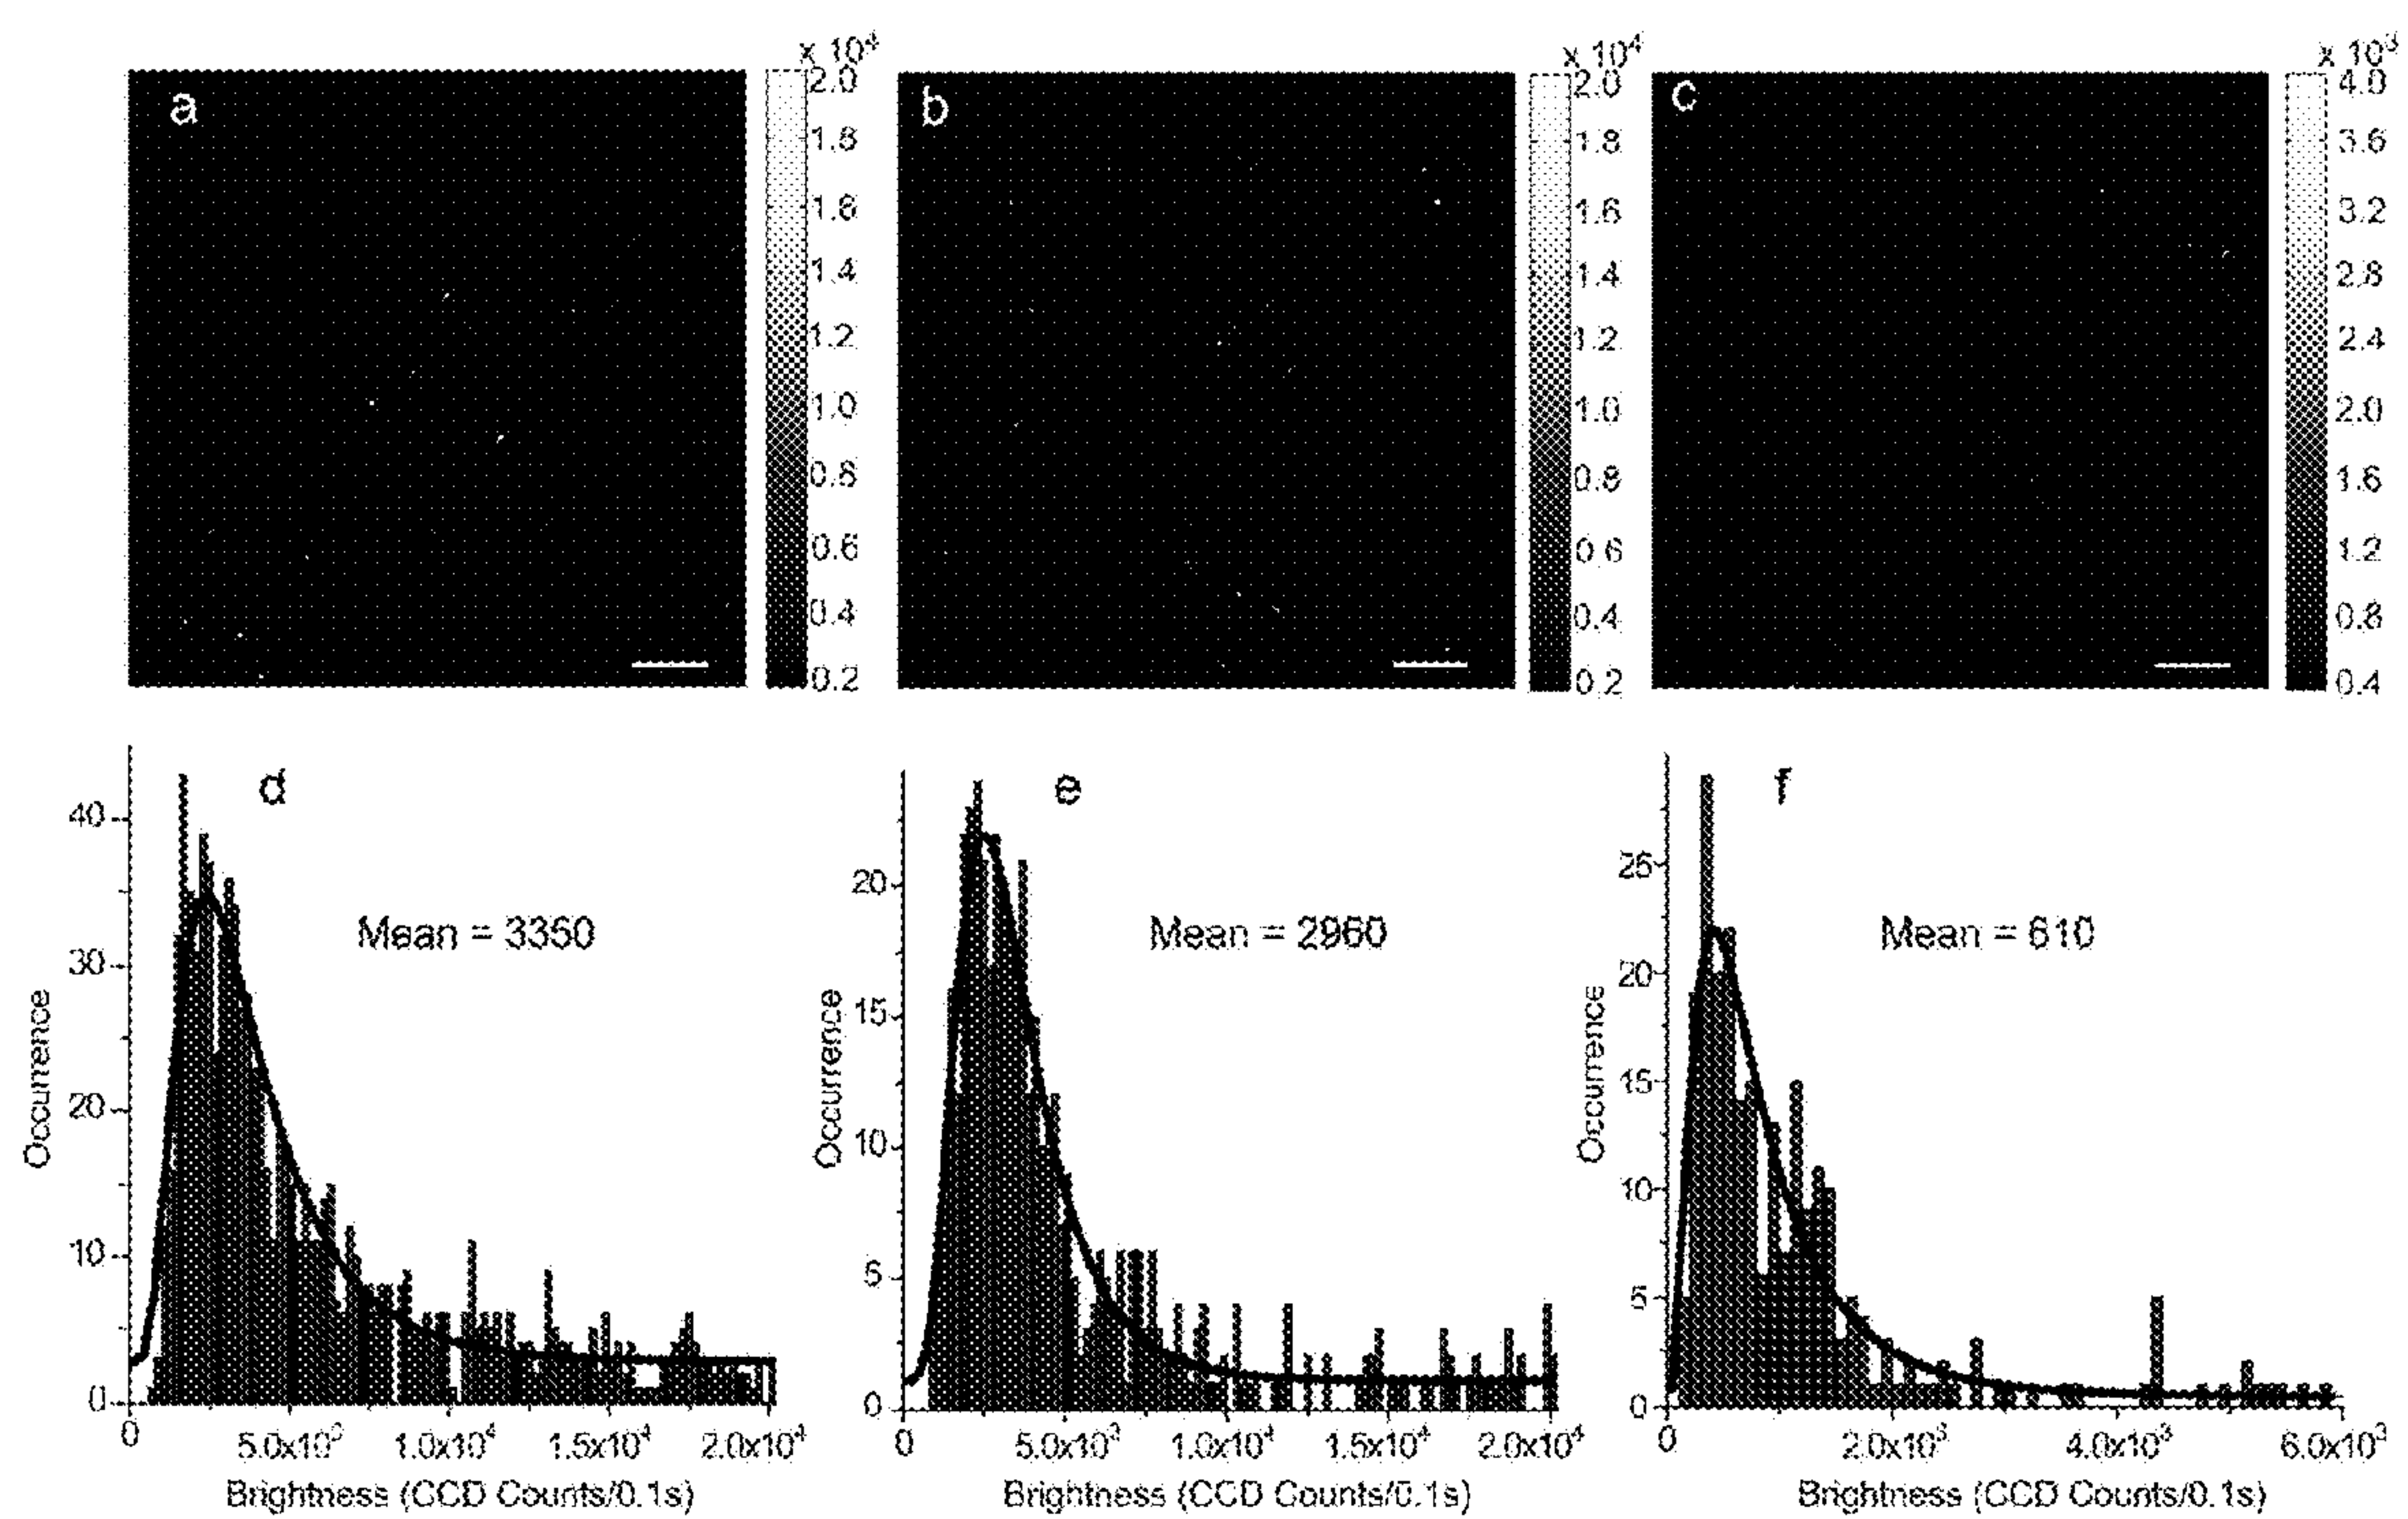 a
x 10⁴
2.0
1.8
1.6
1.4
1.2
1.0
0.8
0.6
0.4
0.2
b
x 10⁴
2.0
1.8
1.6
1.4
1.2
1.0
0.8
0.6
0.4
0.2
c
x 10³
4.0
3.6
3.2
2.8
2.4
2.0
1.6
1.2
0.8
0.4
d
Mean = 3350
Occurrence
40
30
20
10
0
0 5.0x10³ 1.0x10⁴ 1.5x10⁴ 2.0x10⁴
Brightness (CCD Counts/0.1s)
e
Mean = 2960
Occurrence
20
15
10
5
0
0 5.0x10³ 1.0x10⁴ 1.5x10⁴ 2.0x10⁴
Brightness (CCD Counts/0.1s)
f
Mean = 610
Occurrence
25
20
15
10
5
0
0 2.0x10³ 4.0x10³ 6.0x10³
Brightness (CCD Counts/0.1s)